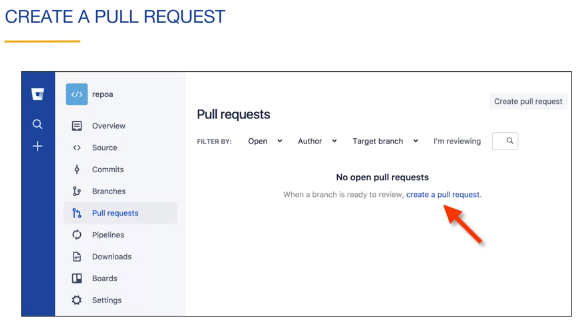 CREATE A PULL REQUEST
</> repoa
Create pull request
Pull requests
Overview
FILTER BY: Open Author Target branch I'm reviewing
Source
Commits
No open pull requests
Branches
When a branch is ready to review, create a pull request.
Pull requests
Pipelines
Downloads
Boards
Settings